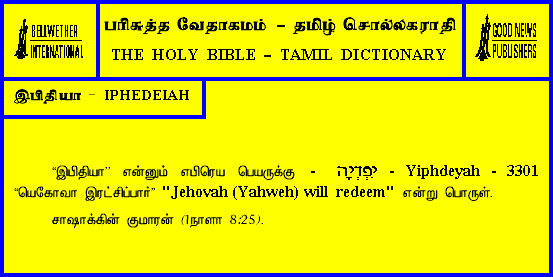 BELLWETHER
INTERNATIONAL
பரிசுத்த வேதாகமம் – தமிழ் சொல்லகராதி
THE HOLY BIBLE – TAMIL DICTIONARY
GOOD NEWS
PUBLISHERS
இபிதியா – IPHEDEIAH
“இபிதியா” என்னும் எபிரெய பெயருக்கு - יִפְדְיָה - Yiphdeyah - 3301
“யெகோவா இரட்சிப்பார்” "Jehovah (Yahweh) will redeem" என்று பொருள்.
சாஷாக்கின் குமாரன் (1நாளா 8:25).